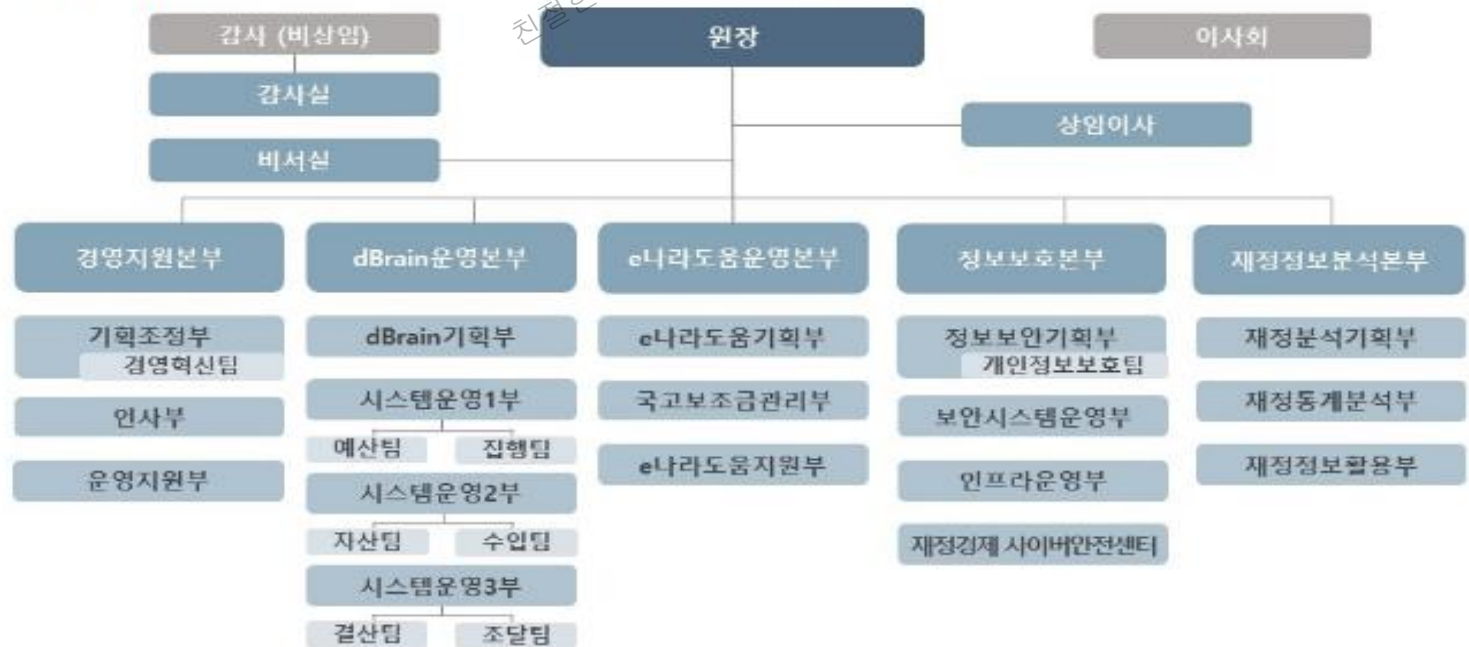 친절한
감사 (비상임)
원장
이사회
감사실
상임이사
비서실
경영지원본부
dBrain운영본부
e나라도움운영본부
정보보호본부
재정정보분석본부
기획조정부
경영혁신팀
인사부
운영지원부
dBrain기획부
시스템운영1부
예산팀
집행팀
시스템운영2부
자산팀
수입팀
시스템운영3부
결산팀
조달팀
e나라도움기획부
국고보조금관리부
e나라도움지원부
정보보안기획부
개인정보보호팀
보안시스템운영부
인프라운영부
재정경제 사이버안전센터
재정분석기획부
재정통계분석부
재정정보활용부